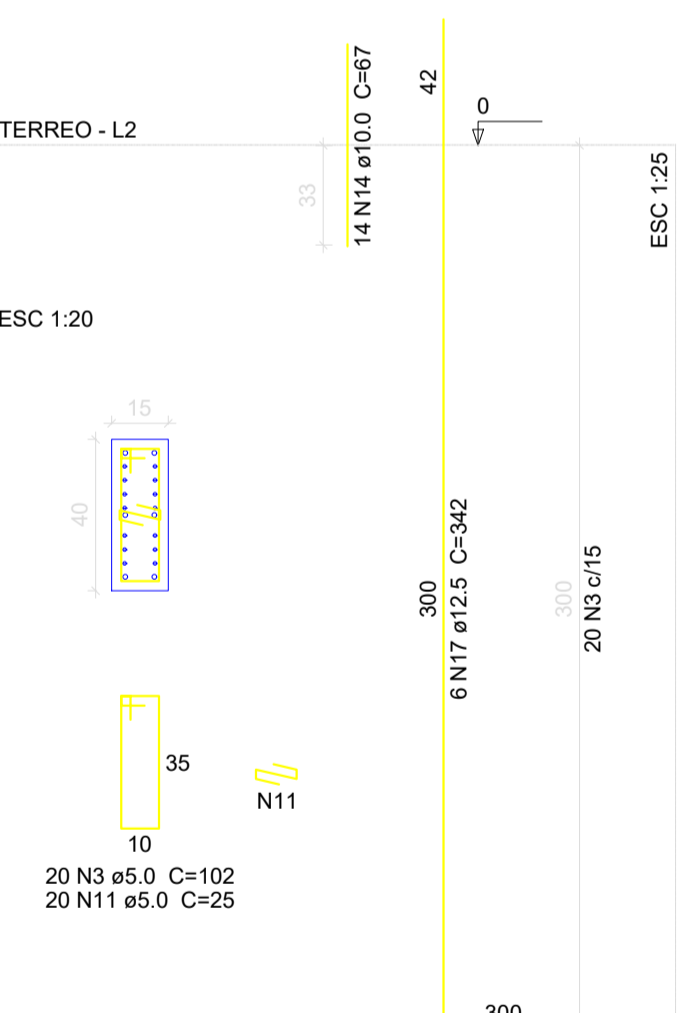 42
0
TERREO - L2
14 N14 ø10.0 C=67
33
ESC 1:25
ESC 1:20
15
40
300
6 N17 ø12.5 C=342
300
20 N3 c/15
35
N11
10
20 N3 ø5.0 C=102
20 N11 ø5.0 C=25
300